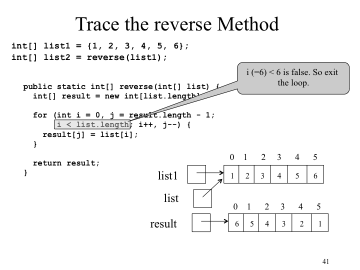 Trace the reverse Method
int[] list1 = {1, 2, 3, 4, 5, 6};
int[] list2 = reverse(list1);
i (=6) < 6 is false. So exit
the loop.
public static int[] reverse(int[] list) {
int[] result = new int[list.length
for (int i = 0, j = result.length - 1;
i < list.length; i++, j--) {
result[j] = list[i];
}
return result;
}
0 1 2 3 4 5
list1 1 2 3 4 5 6
list
0 1 2 3 4 5
result 6 5 4 3 2 1
41